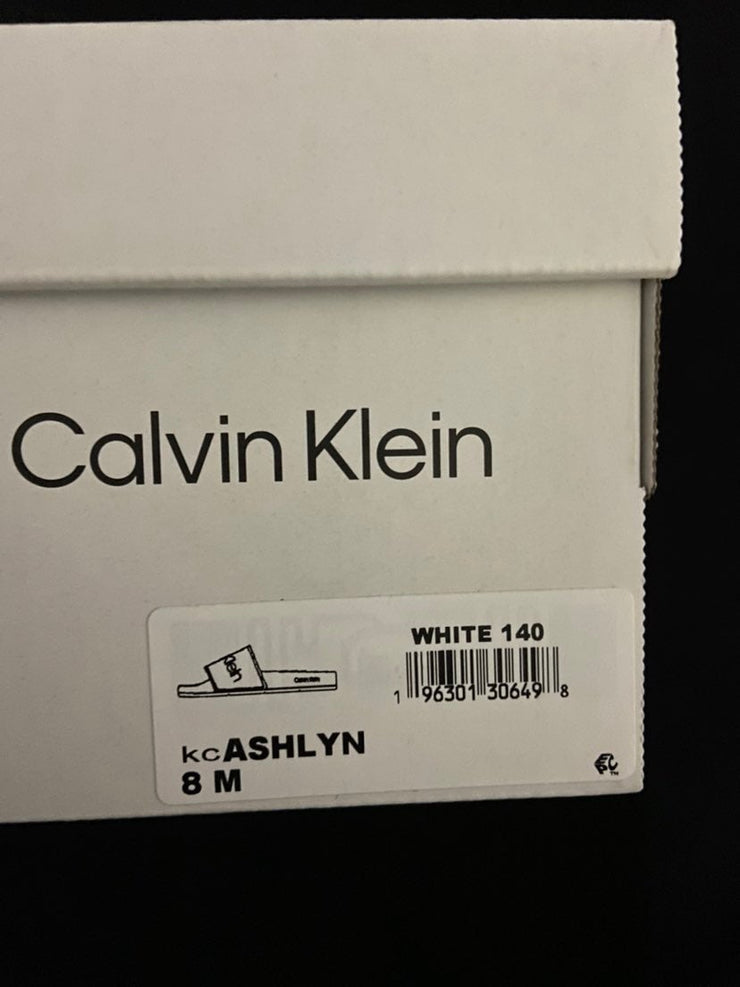 Calvin Klein
WHITE 140
1 96301 30649 8
kcASHLYN
8 M